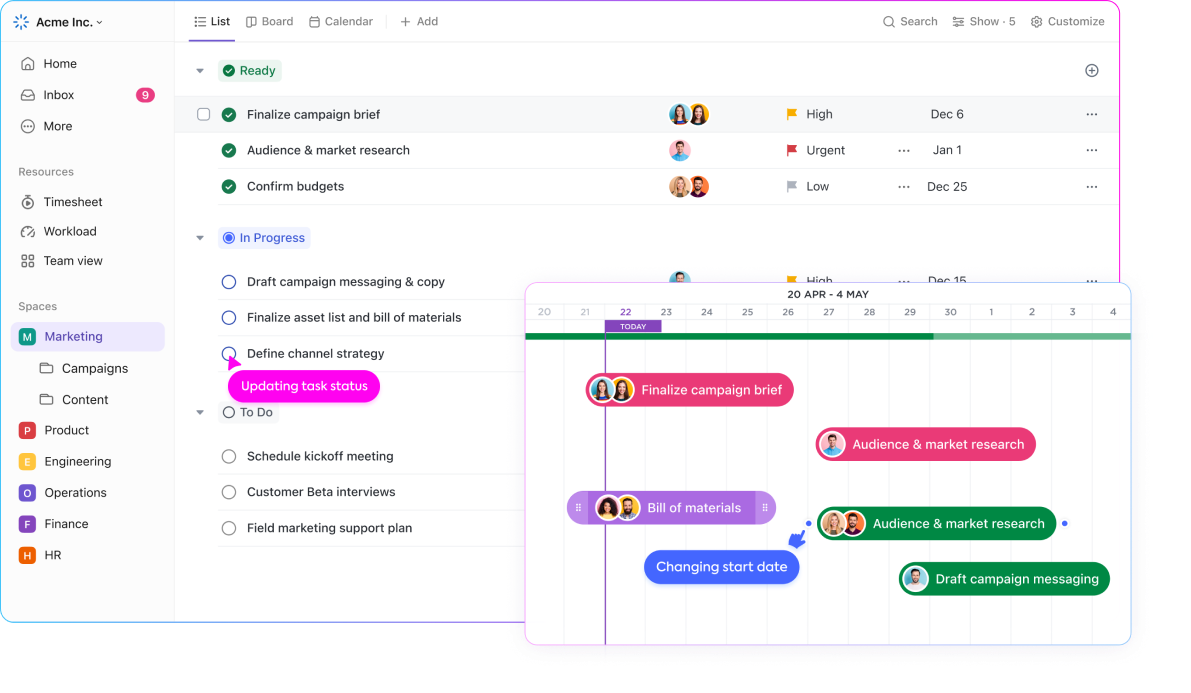 Acme Inc.
List
Board
Calendar
Add
Search
Show · 5
Customize
Home
Inbox
9
More
Resources
Timesheet
Workload
Team view
Spaces
M
Marketing
Campaigns
Content
P
Product
E
Engineering
O
Operations
F
Finance
H
HR
Ready
Finalize campaign brief
High
Dec 6
Audience & market research
Urgent
Jan 1
Confirm budgets
Low
Dec 25
In Progress
Draft campaign messaging & copy
High
Dec 15
Finalize asset list and bill of materials
Define channel strategy
Updating task status
To Do
Schedule kickoff meeting
Customer Beta interviews
Field marketing support plan
20 APR - 4 MAY
20 21 22 23 24 25 26 27 28 29 30 1 2 3 4
TODAY
Finalize campaign brief
Audience & market research
Bill of materials
Audience & market research
Changing start date
Draft campaign messaging